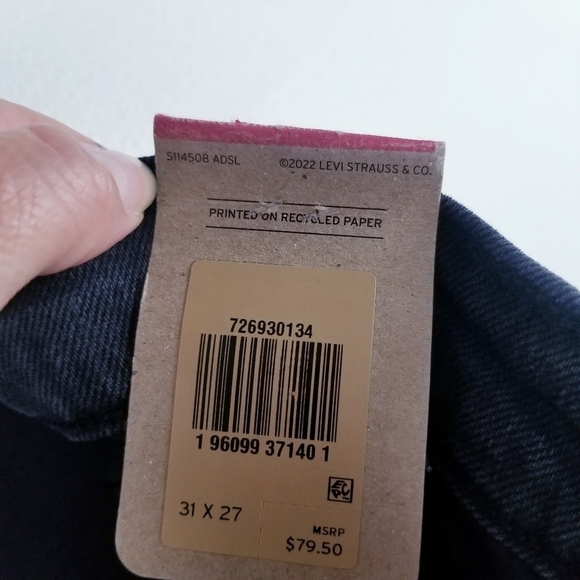 S114508 ADSL ©2022 LEVI STRAUSS & CO.
PRINTED ON RECYCLED PAPER
726930134
1 96099 37140 1
31 X 27
MSRP
$79.50